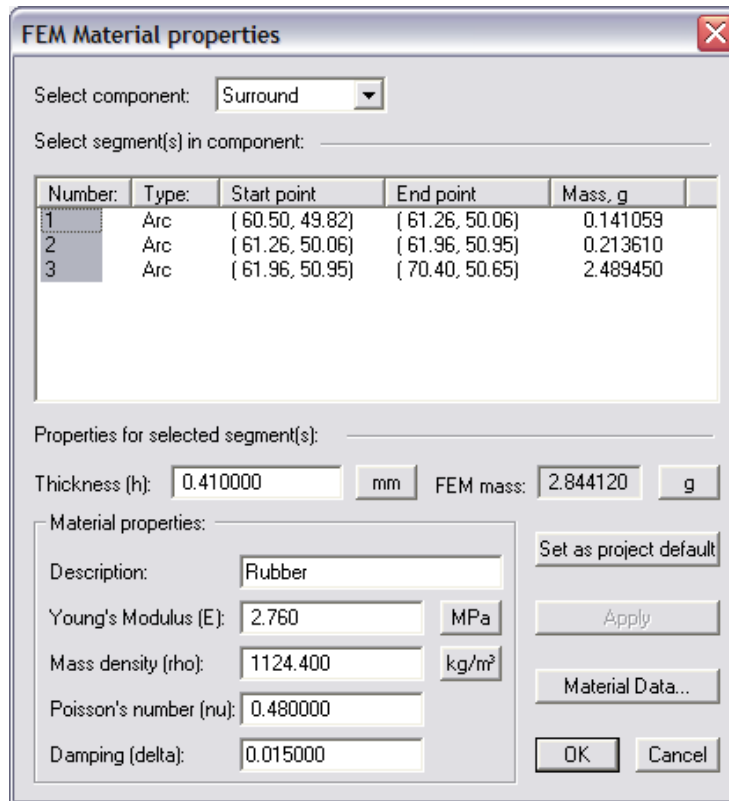 FEM Material properties
Select component: Surround
Select segment(s) in component:
Number: Type: Start point End point Mass, g
1 Arc ( 60.50, 49.82) ( 61.26, 50.06) 0.141059
2 Arc ( 61.26, 50.06) ( 61.96, 50.95) 0.213610
3 Arc ( 61.96, 50.95) ( 70.40, 50.65) 2.489450
Properties for selected segment(s):
Thickness (h): 0.410000 mm FEM mass: 2.844120 g
Material properties:
Set as project default
Description: Rubber
Young's Modulus (E): 2.760 MPa Apply
Mass density (rho): 1124.400 kg/m³
Material Data...
Poisson's number (nu): 0.480000
Damping (delta): 0.015000 OK Cancel